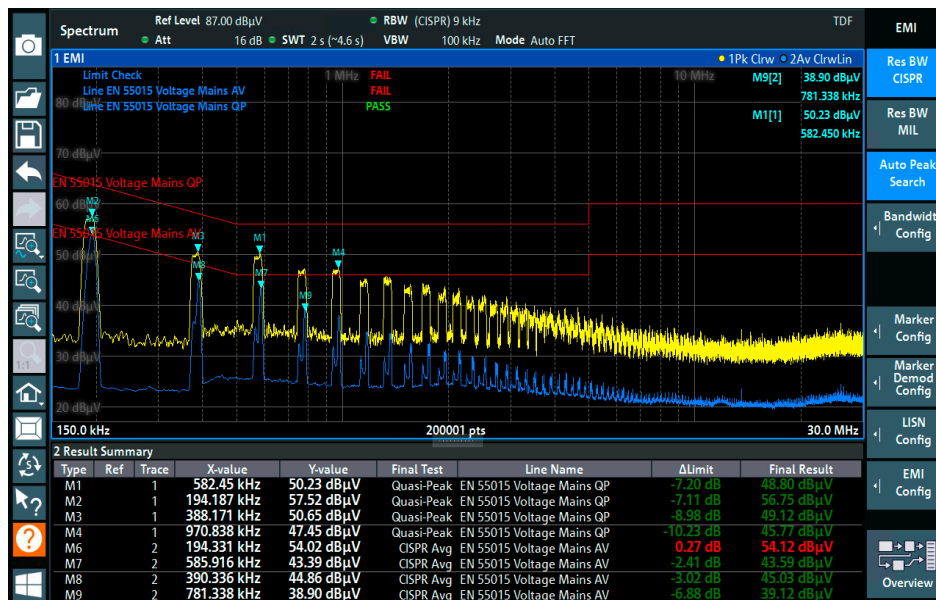 Spectrum
Ref Level 87.00 dBµV
RBW (CISPR) 9 kHz
TDF
Att 16 dB SWT 2 s (~4.6 s) VBW 100 kHz Mode Auto FFT
1 EMI
1Pk Clrw 2Av ClrwLin
Limit Check 1 MHz FAIL 10 MHz M9[2] 38.90 dBµV
Line EN 55015 Voltage Mains AV FAIL 781.338 kHz
80 dBµV Line EN 55015 Voltage Mains QP PASS M1[1] 50.23 dBµV
582.450 kHz
70 dBµV
EN 55015 Voltage Mains QP
60 dBµV
M2
EN 55015 Voltage Mains AV
M3
M1
50 dBµV
M4
M8
M7
M9
40 dBµV
30 dBµV
20 dBµV
150.0 kHz 200001 pts 30.0 MHz
2 Result Summary
Type Ref Trace X-value Y-value Final Test Line Name ΔLimit Final Result
M1 1 582.45 kHz 50.23 dBµV Quasi-Peak EN 55015 Voltage Mains QP -7.20 dB 48.80 dBµV
M2 1 194.187 kHz 57.52 dBµV Quasi-Peak EN 55015 Voltage Mains QP -7.11 dB 56.75 dBµV
M3 1 388.171 kHz 50.65 dBµV Quasi-Peak EN 55015 Voltage Mains QP -8.98 dB 49.12 dBµV
M4 1 970.838 kHz 47.45 dBµV Quasi-Peak EN 55015 Voltage Mains QP -10.23 dB 45.77 dBµV
M6 2 194.331 kHz 54.02 dBµV CISPR Avg EN 55015 Voltage Mains AV 0.27 dB 54.12 dBµV
M7 2 585.916 kHz 43.39 dBµV CISPR Avg EN 55015 Voltage Mains AV -2.41 dB 43.59 dBµV
M8 2 390.336 kHz 44.86 dBµV CISPR Avg EN 55015 Voltage Mains AV -3.02 dB 45.03 dBµV
M9 2 781.338 kHz 38.90 dBµV CISPR Avg EN 55015 Voltage Mains AV -6.88 dB 39.12 dBµV
EMI
Res BW
CISPR
Res BW
MIL
Auto Peak
Search
Bandwidt
Config
Marker
Config
Marker
Demod
Config
LISN
Config
EMI
Config
Overview
1:1